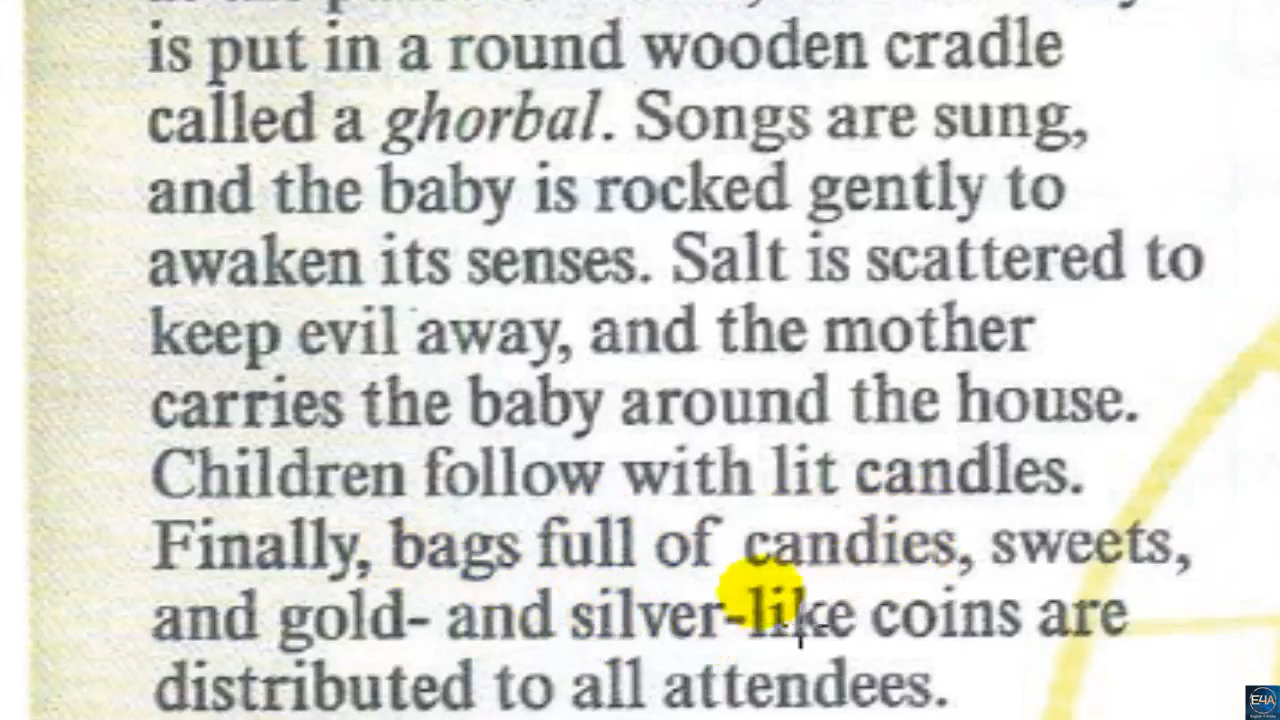 is put in a round wooden cradle
called a ghorbal. Songs are sung,
and the baby is rocked gently to
awaken its senses. Salt is scattered to
keep evil away, and the mother
carries the baby around the house.
Children follow with lit candles.
Finally, bags full of candies, sweets,
and gold- and silver-like coins are
distributed to all attendees.
E4A